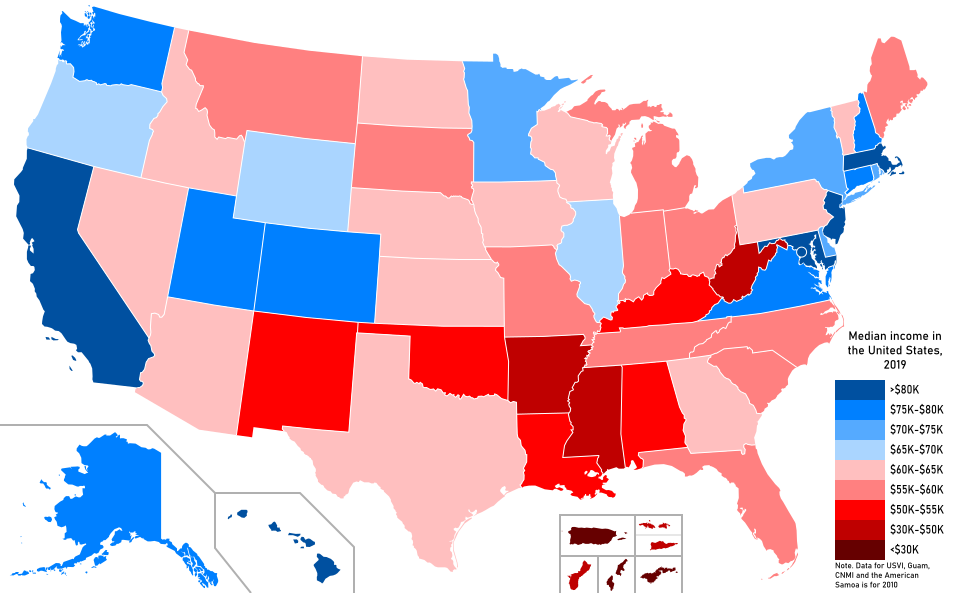 Median income in
the United States,
2019
>$80K
$75K-$80K
$70K-$75K
$65K-$70K
$60K-$65K
$55K-$60K
$50K-$55K
$30K-$50K
<$30K
Note. Data for USVI, Guam,
CNMI and the American
Samoa is for 2010